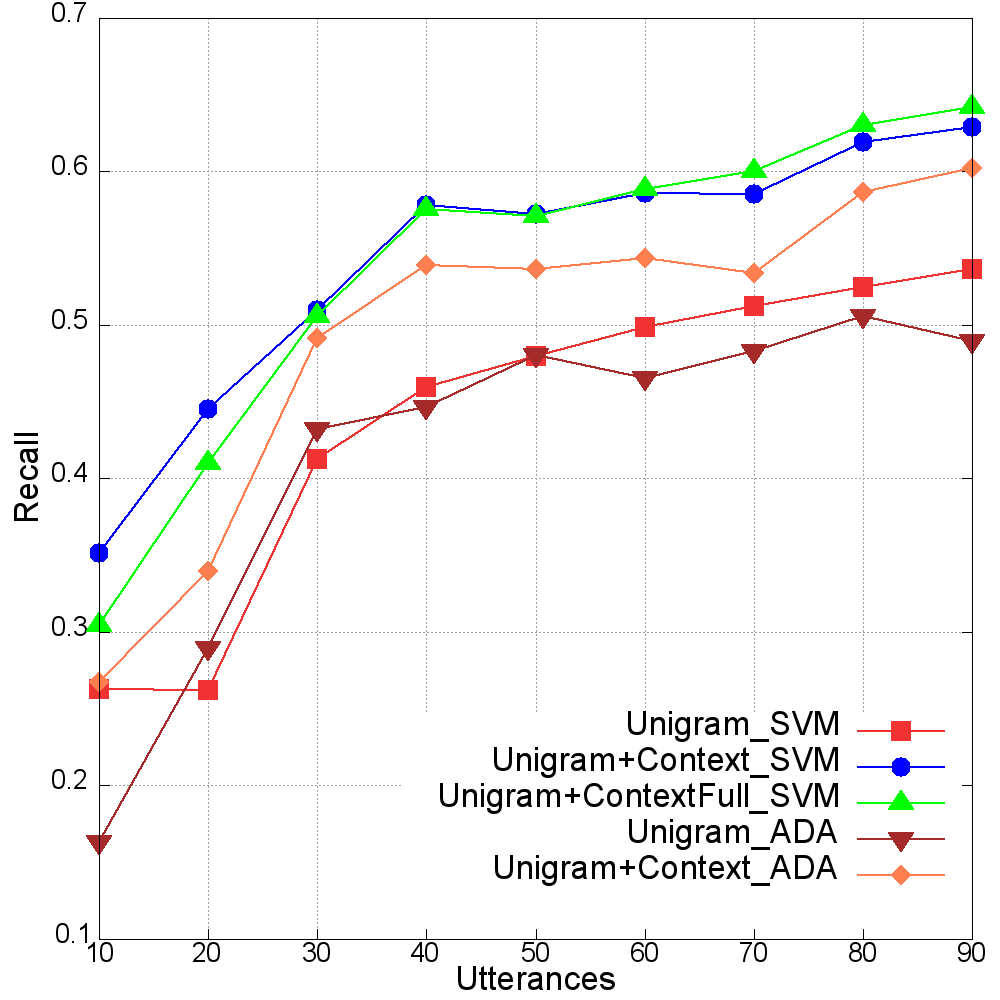 0.7
0.6
0.5
0.4
0.3
0.2
0.1
Recall
Unigram_SVM
Unigram+Context_SVM
Unigram+ContextFull_SVM
Unigram_ADA
Unigram+Context_ADA
10 20 30 40 50 60 70 80 90
Utterances